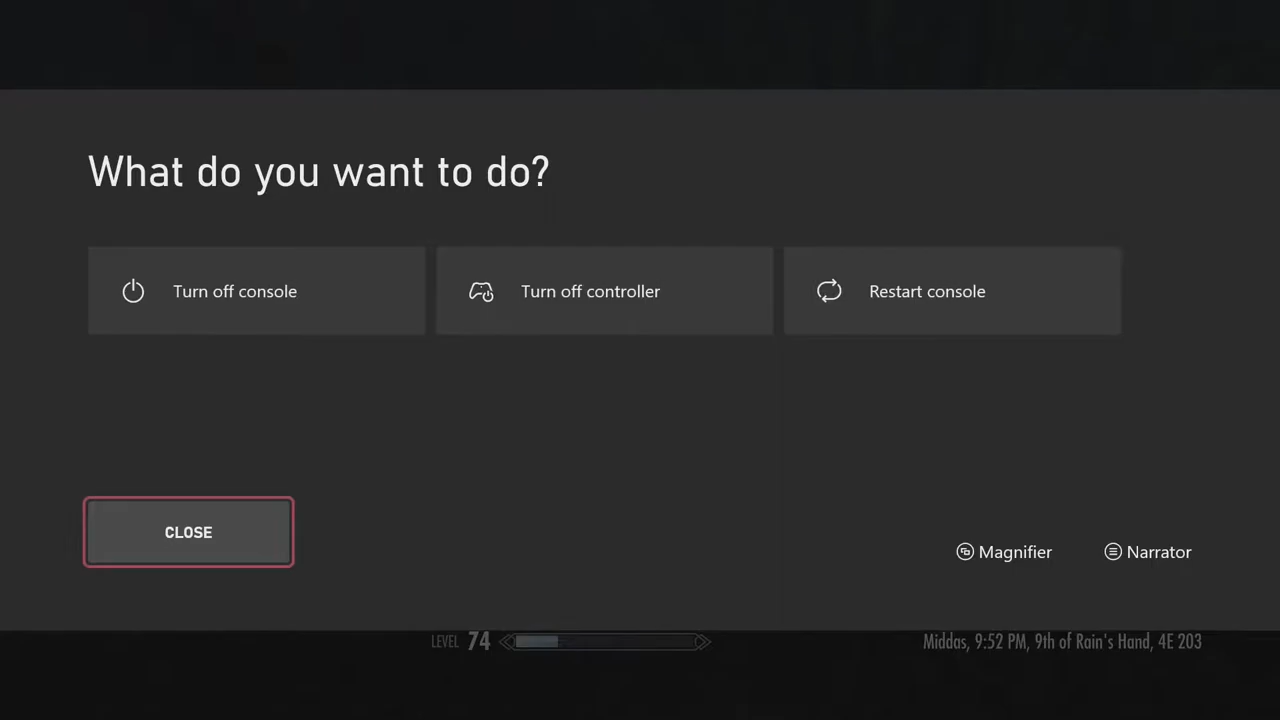 What do you want to do?
Turn off console
Turn off controller
Restart console
CLOSE
Magnifier
Narrator
LEVEL 74
Middas, 9:52 PM, 9th of Rain's Hand, 4E 203